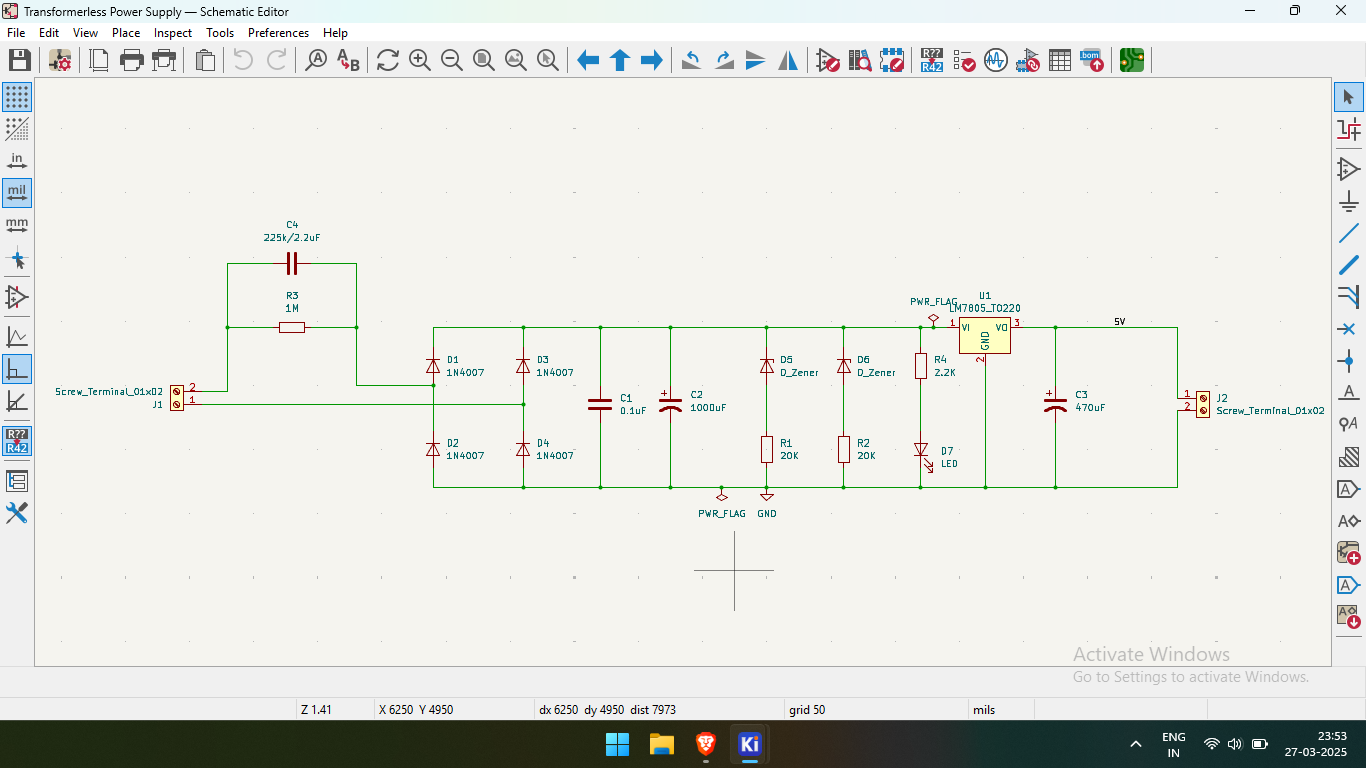 Transformerless Power Supply — Schematic Editor
File Edit View Place Inspect Tools Preferences Help
in
mil
mm
R??
R42
C4
225k/2.2uF
R3
1M
Screw_Terminal_01x02
J1
2
1
D1
1N4007
D3
1N4007
D2
1N4007
D4
1N4007
C1
0.1uF
C2
1000uF
D5
D_Zener
D6
D_Zener
R1
20K
R2
20K
R4
2.2K
D7
LED
PWR_FLAG
GND
PWR_FLAG
U1
LM7805_TO220
1
VI
VO
3
GND
2
5V
C3
470uF
1
2
J2
Screw_Terminal_01x02
Activate Windows
Go to Settings to activate Windows.
Z 1.41
X 6250 Y 4950
dx 6250 dy 4950 dist 7973
grid 50
mils
ENG
IN
23:53
27-03-2025